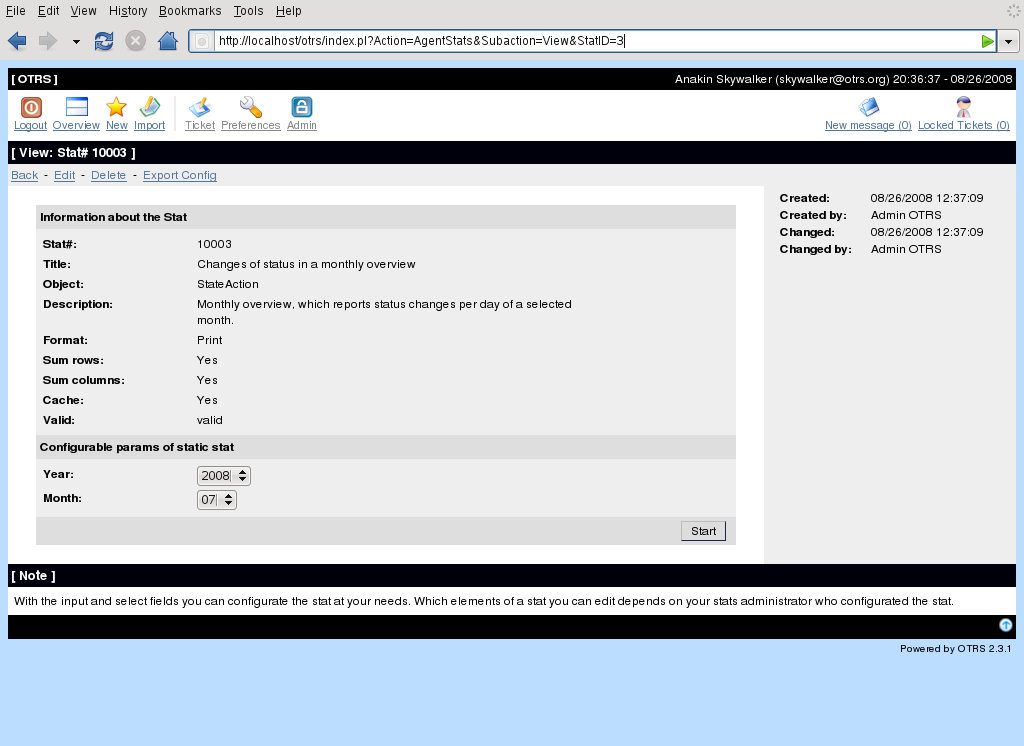 File Edit View History Bookmarks Tools Help
http://localhost/otrs/index.pl?Action=AgentStats&Subaction=View&StatID=3
[ OTRS ] Anakin Skywalker (skywalker@otrs.org) 20:36:37 - 08/26/2008
Logout Overview New Import Ticket Preferences Admin New message (0) Locked Tickets (0)
[ View: Stat# 10003 ]
Back - Edit - Delete - Export Config
Information about the Stat
Stat#: 10003
Title: Changes of status in a monthly overview
Object: StateAction
Description: Monthly overview, which reports status changes per day of a selected
month.
Format: Print
Sum rows: Yes
Sum columns: Yes
Cache: Yes
Valid: valid
Configurable params of static stat
Year: 2008
Month: 07
Start
Created: 08/26/2008 12:37:09
Created by: Admin OTRS
Changed: 08/26/2008 12:37:09
Changed by: Admin OTRS
[ Note ]
With the input and select fields you can configurate the stat at your needs. Which elements of a stat you can edit depends on your stats administrator who configurated the stat.
Powered by OTRS 2.3.1